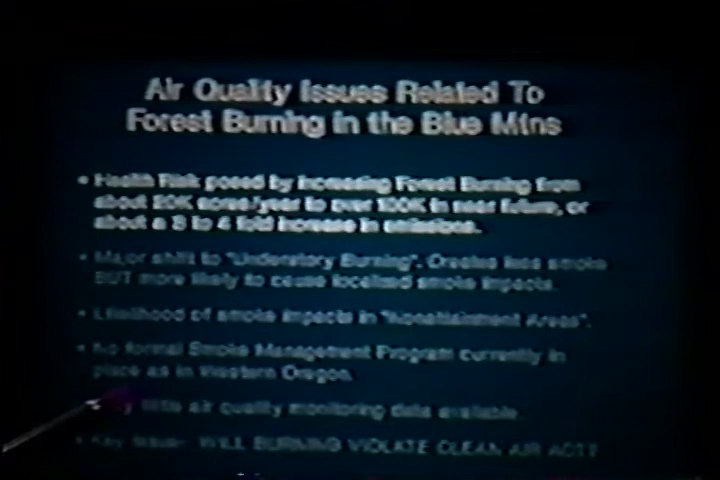 Air Quality Issues Related To
Forest Burning in the Blue Mtns
• Health Risk posed by increasing Forest Burning from
about 20K acres/year to over 100K in near future, or
about a 3 to 4 fold increase in emissions.
• Major shift to "Understory Burning". Creates less smoke
BUT more likely to cause localized smoke impacts.
• Likelihood of smoke impacts in "Nonattainment Areas".
• No formal Smoke Management Program currently in
place as in Western Oregon.
little air quality monitoring data available.
• Key Issue: WILL BURNING VIOLATE CLEAN AIR ACT?